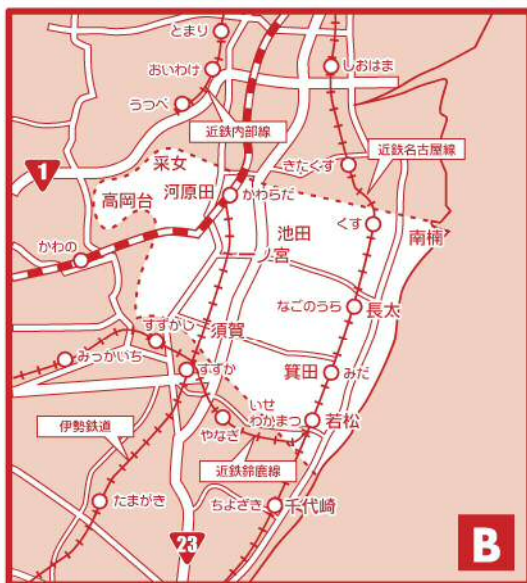 とまり
おいわけ
しおはま
うつべ
近鉄内部線
近鉄名古屋線
1
采女
きたくす
高岡台
河原田
かわらだ
池田
くす
南楠
かわの
一ノ宮
なごのうら
長太
すずかし
須賀
みっかいち
すずか
箕田
みだ
いせ
わかまつ
若松
伊勢鉄道
やなぎ
近鉄鈴鹿線
たまがき
ちよざき
千代崎
23
B